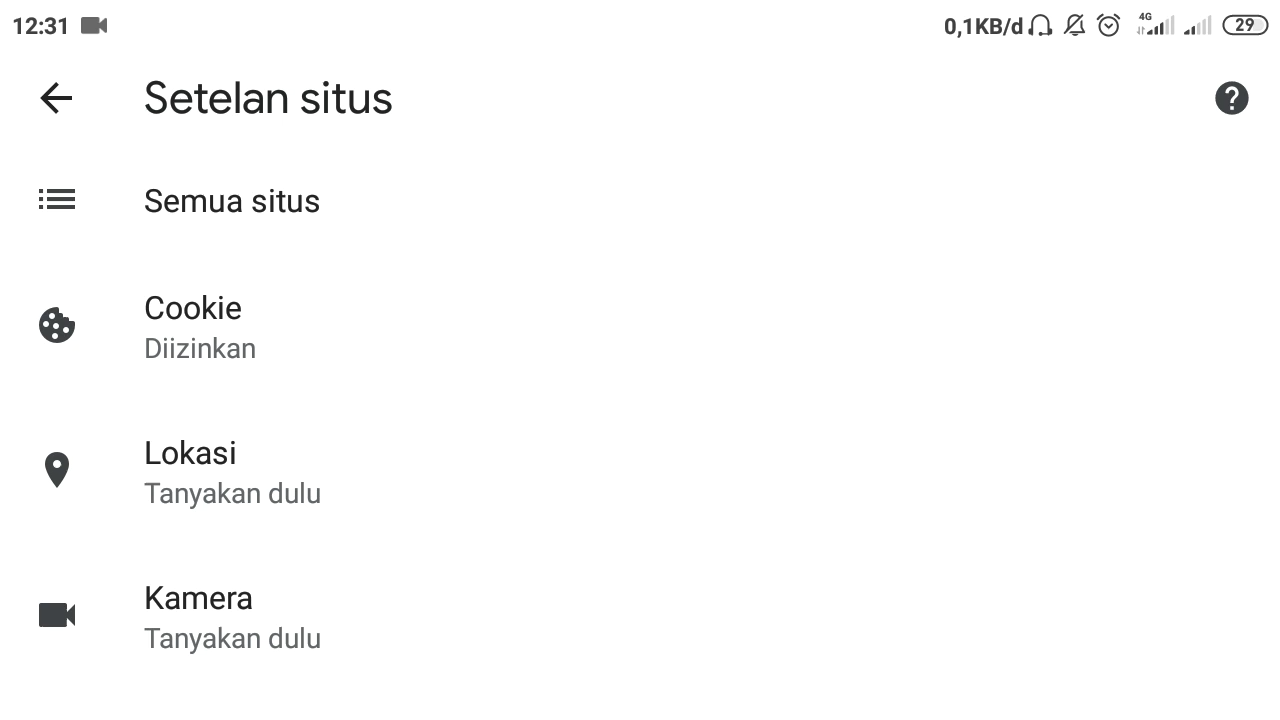 12:31 0,1KB/d 4G 29
Setelan situs
Semua situs
Cookie
Diizinkan
Lokasi
Tanyakan dulu
Kamera
Tanyakan dulu